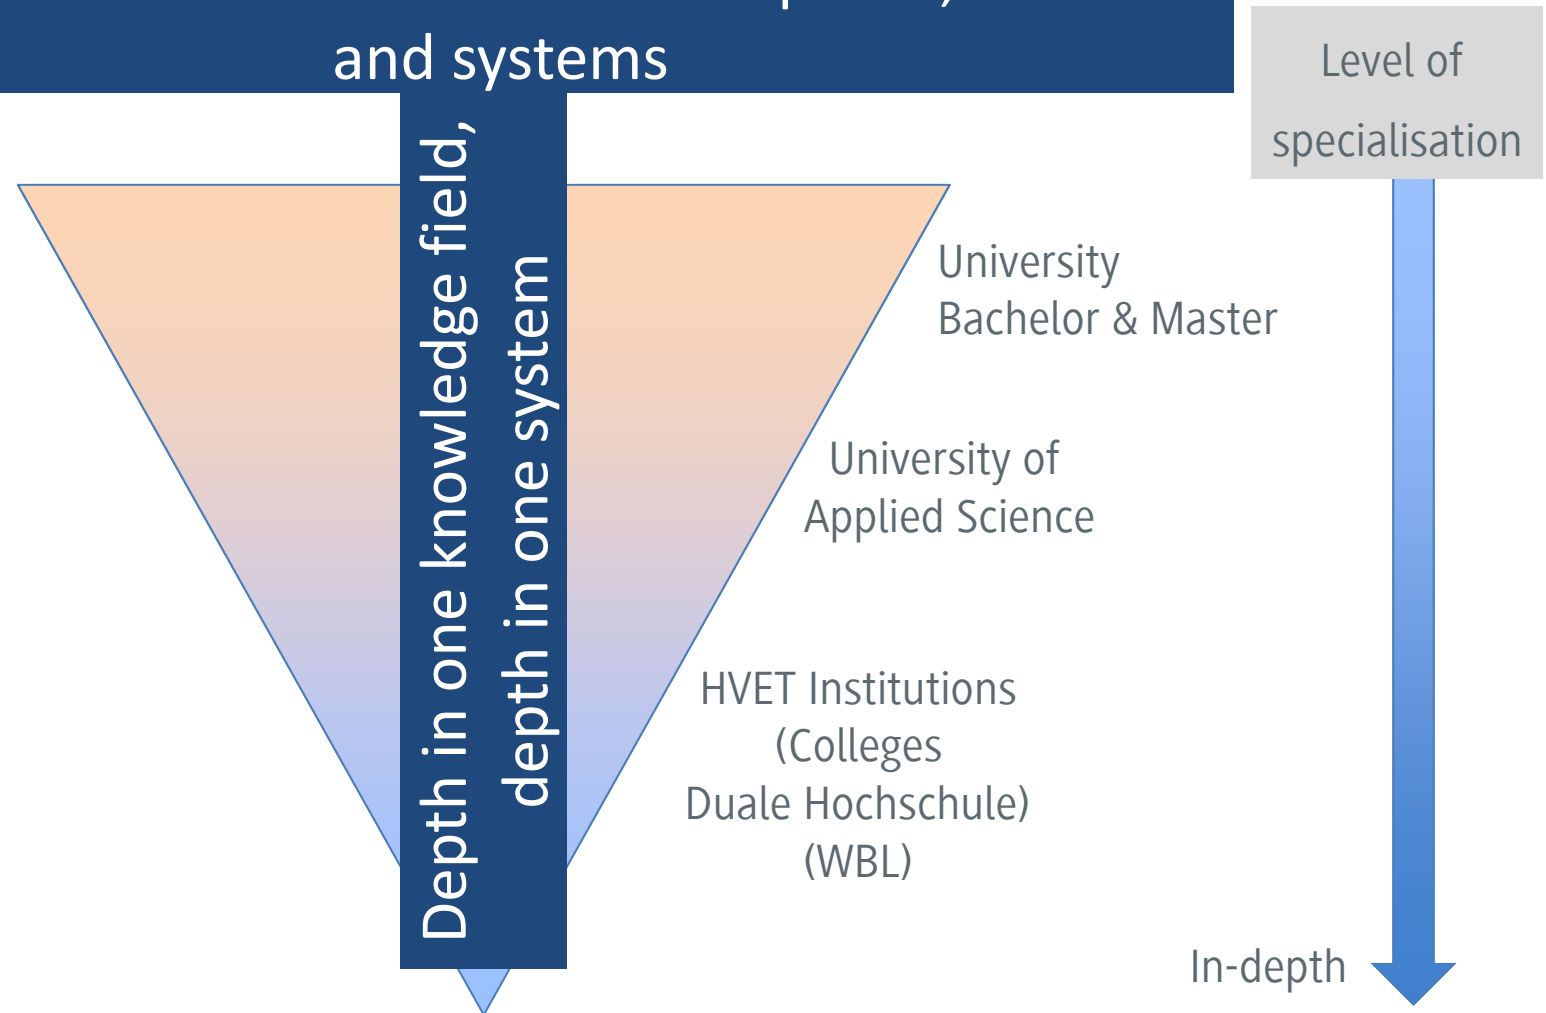 and systems
Level of
specialisation
Depth in one knowledge field,
depth in one system
University
Bachelor & Master
University of
Applied Science
HVET Institutions
(Colleges
Duale Hochschule)
(WBL)
In-depth